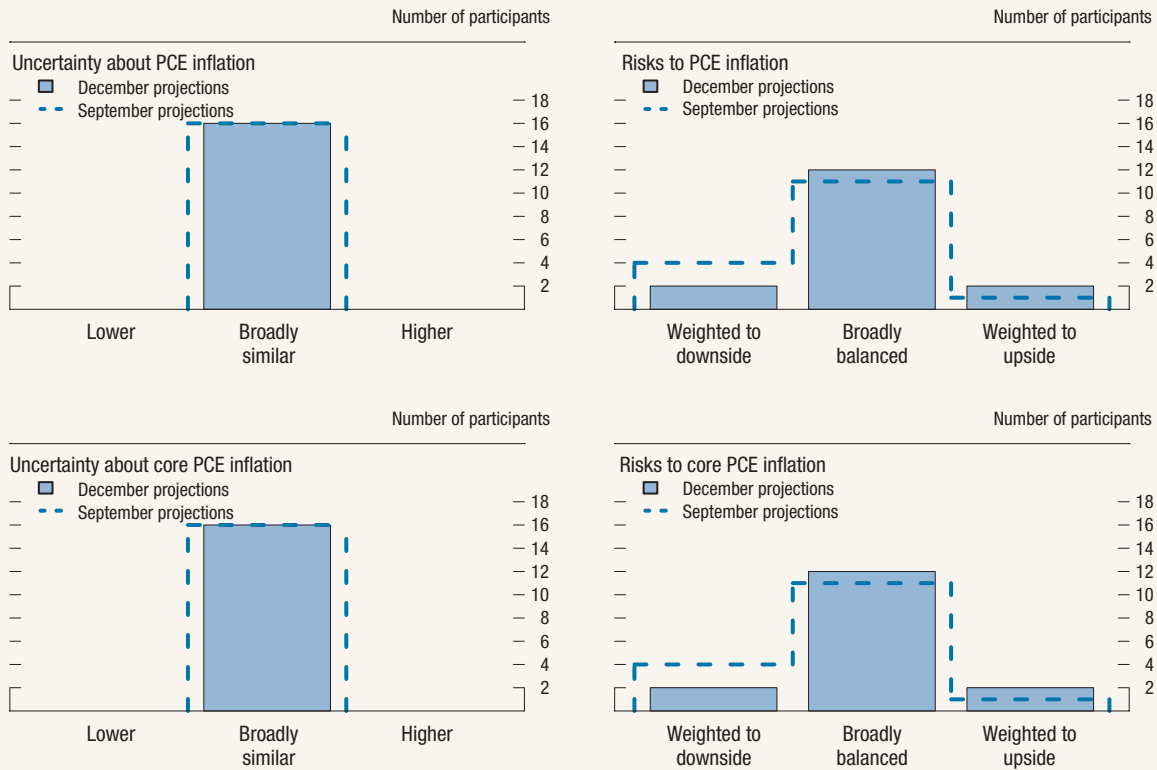 Number of participants
Uncertainty about PCE inflation
December projections
September projections
18
16
14
12
10
8
6
4
2
Lower
Broadly
similar
Higher
Number of participants
Risks to PCE inflation
December projections
September projections
18
16
14
12
10
8
6
4
2
Weighted to
downside
Broadly
balanced
Weighted to
upside
Number of participants
Uncertainty about core PCE inflation
December projections
September projections
18
16
14
12
10
8
6
4
2
Lower
Broadly
similar
Higher
Number of participants
Risks to core PCE inflation
December projections
September projections
18
16
14
12
10
8
6
4
2
Weighted to
downside
Broadly
balanced
Weighted to
upside